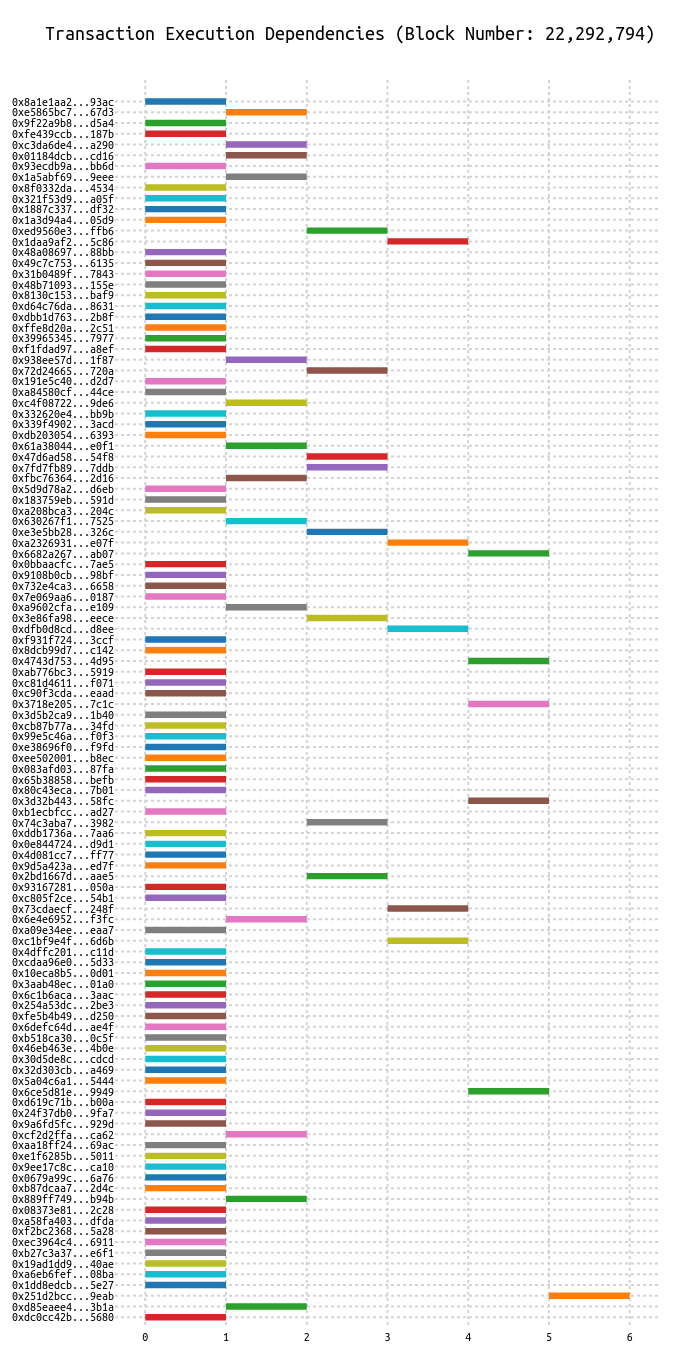 Transaction Execution Dependencies (Block Number: 22,292,794)
0x8a1e1aa2...93ac
0xe5865bc7...67d3
0x9f22a9b8...d5a4
0xfe439ccb...187b
0xc3da6de4...a290
0x01184dcb...cd16
0x93ecdb9a...bb6d
0x1a5abf69...9eee
0x8f0332da...4534
0x321f53d9...a05f
0x1887c337...df32
0x1a3d94a4...05d9
0xed9560e3...ffb6
0x1daa9af2...5c86
0x48a08697...88bb
0x49c7c753...6135
0x31b0489f...7843
0x48b71093...155e
0x8130c153...baf9
0xd64c76da...8631
0xdbb1d763...2b8f
0xffe8d20a...2c51
0x39965345...7977
0xf1fdad97...a8ef
0x938ee57d...1f87
0x72d24665...720a
0x191e5c40...d2d7
0xa84580cf...44ce
0xc4f08722...9de6
0x332620e4...bb9b
0x339f4902...3acd
0xdb203054...6393
0x61a38044...e0f1
0x47d6ad58...54f8
0x7fd7fb89...7ddb
0xfbc76364...2d16
0x5d9d78a2...d6eb
0x183759eb...591d
0xa208bca3...204c
0x630267f1...7525
0xe3e5bb28...326c
0xa2326931...e07f
0x6682a267...ab07
0x0bbaacfc...7ae5
0x9108b0cb...98bf
0x732e4ca3...6658
0x7e069aa6...0187
0xa9602cfa...e109
0x3e86fa98...eece
0xdfb0d8cd...d8ee
0xf931f724...3ccf
0x8dcb99d7...c142
0x4743d753...4d95
0xab776bc3...5919
0xc81d4611...f071
0xc90f3cda...eaad
0x3718e205...7c1c
0x3d5b2ca9...1b40
0xcb87b77a...34fd
0x99e5c46a...f0f3
0xe38696f0...f9fd
0xee502001...b8ec
0x083afd03...87fa
0x65b38858...befb
0x80c43eca...7b01
0x3d32b443...58fc
0xb1ecbfcc...ad27
0x74c3aba7...3982
0xddb1736a...7aa6
0x0e844724...d9d1
0x4d081cc7...ff77
0x9d5a423a...ed7f
0x2bd1667d...aae5
0x93167281...050a
0xc805f2ce...54b1
0x73cdaecf...248f
0x6e4e6952...f3fc
0xa09e34ee...eaa7
0xc1bf9e4f...6d6b
0x4dffc201...c11d
0xcdaa96e0...5d33
0x10eca8b5...0d01
0x3aab48ec...01a0
0x6c1b6aca...3aac
0x254a53dc...2be3
0xfe5b4b49...d250
0x6defc64d...ae4f
0xb518ca30...0c5f
0x46eb463e...4b0e
0x30d5de8c...cdcd
0x32d303cb...a469
0x5a04c6a1...5444
0x6ce5d81e...9949
0xd619c71b...b00a
0x24f37db0...9fa7
0x9a6fd5fc...929d
0xcf2d2ffa...ca62
0xaa18ff24...69ac
0xe1f6285b...5011
0x9ee17c8c...ca10
0x0679a99c...6a76
0xb87dcaa7...2d4c
0x889ff749...b94b
0x08373e81...2c28
0xa58fa403...dfda
0xf2bc2368...5a28
0xec3964c4...6911
0xb27c3a37...e6f1
0x19ad1dd9...40ae
0xa6eb6fef...08ba
0x1dd8edcb...5e27
0x251d2bcc...9eab
0xd85eaee4...3b1a
0xdc0cc42b...5680
0 1 2 3 4 5 6